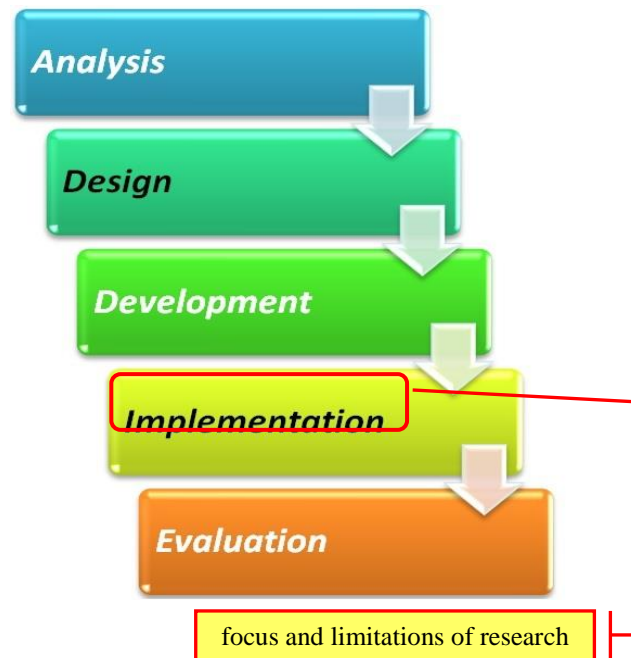 Analysis
Design
Development
Implementation
Evaluation
focus and limitations of research